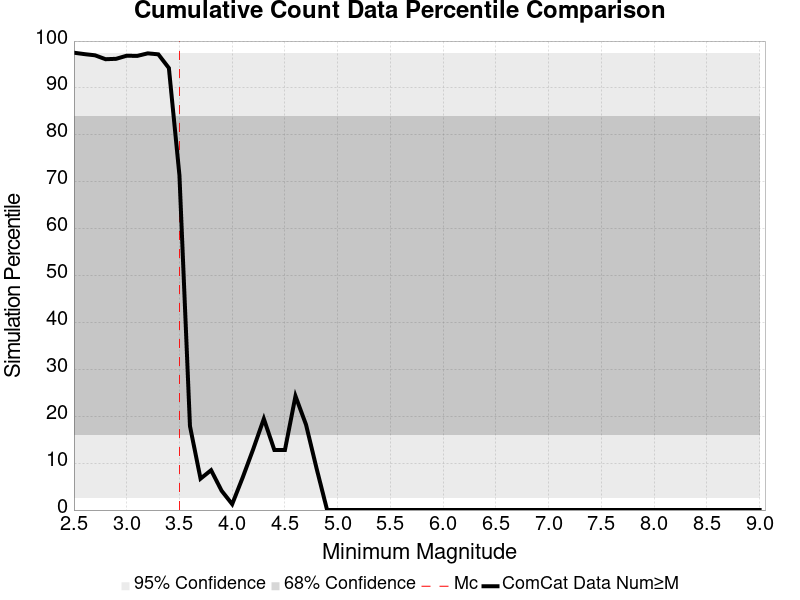 Cumulative Count Data Percentile Comparison
100
90
80
70
60
50
40
30
20
10
0
Simulation Percentile
2.5 3.0 3.5 4.0 4.5 5.0 5.5 6.0 6.5 7.0 7.5 8.0 8.5 9.0
Minimum Magnitude
95% Confidence 68% Confidence Mc ComCat Data Num≥M